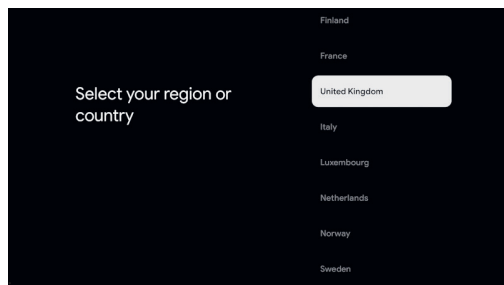 Select your region or
country
Finland
France
United Kingdom
Italy
Luxembourg
Netherlands
Norway
Sweden